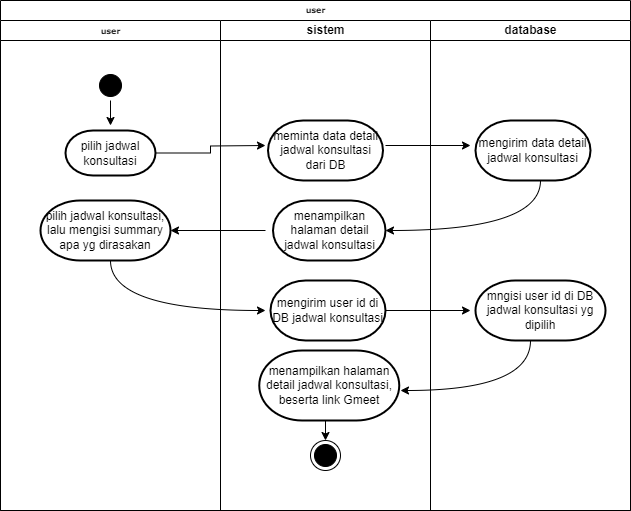 user
user
sistem
database
pilih jadwal
konsultasi
meminta data detail
jadwal konsultasi
dari DB
mengirim data detail
jadwal konsultasi
pilih jadwal konsultasi,
lalu mengisi summary
apa yg dirasakan
menampilkan
halaman detail
jadwal konsultasi
mengirim user id di
DB jadwal konsultasi
mngisi user id di DB
jadwal konsultasi yg
dipilih
menampilkan halaman
detail jadwal konsultasi,
beserta link Gmeet